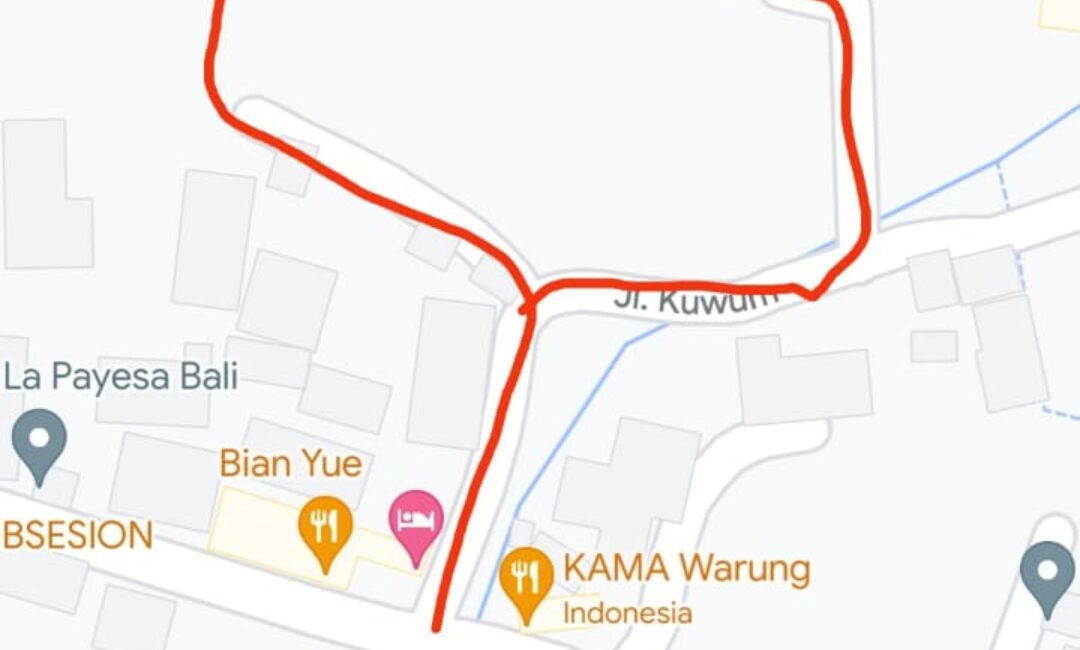 Jl. Kuwum
La Payesa Bali
Bian Yue
BSESION
KAMA Warung
Indonesia